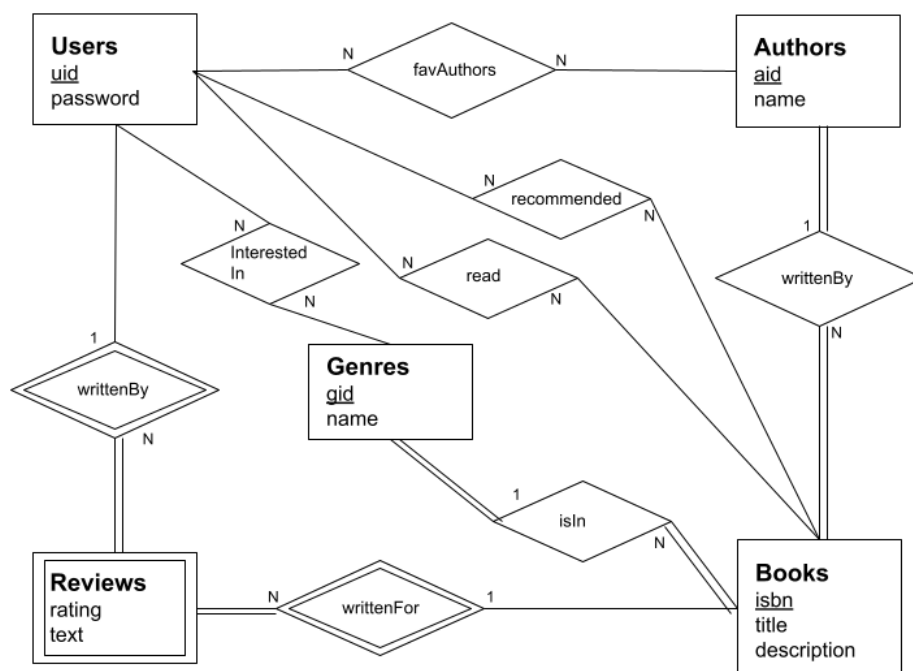 Users
uid
password
N
favAuthors
N
Authors
aid
name
N
recommended
N
N
Interested
In
N
N
read
N
1
writtenBy
N
1
writtenBy
N
Genres
gid
name
1
isIn
N
Reviews
rating
text
N
writtenFor
1
Books
isbn
title
description